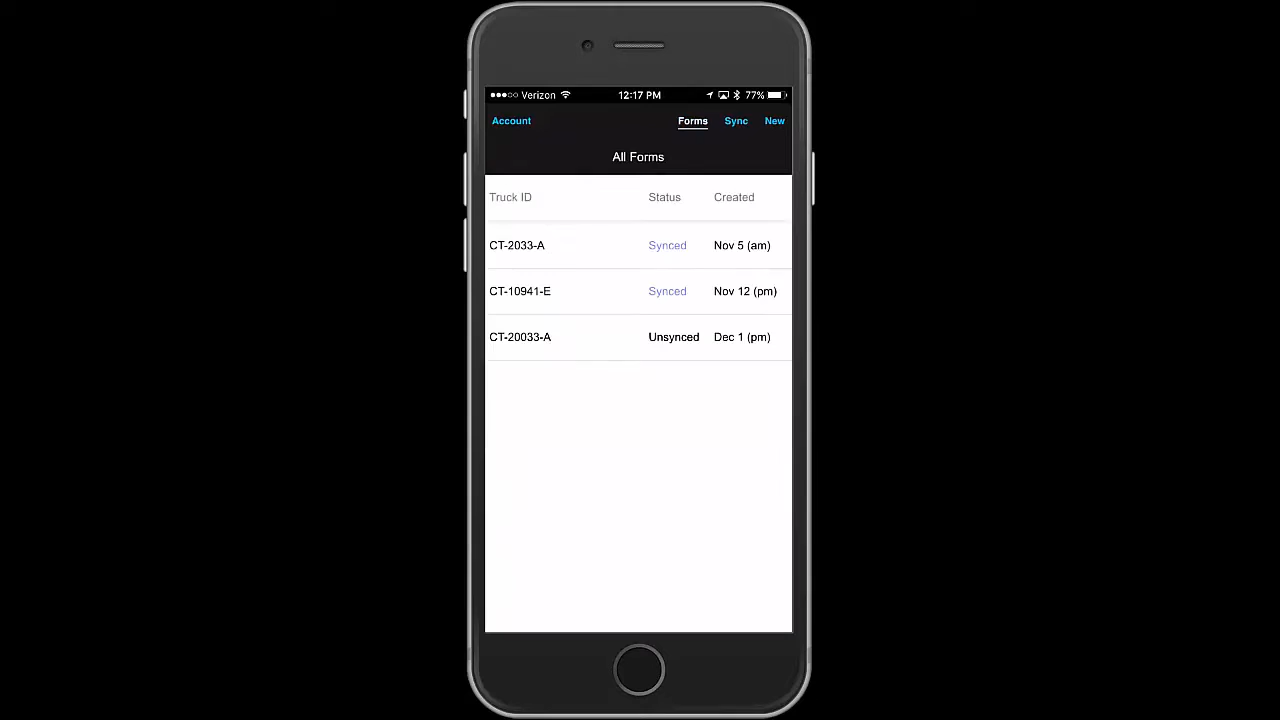 Verizon 12:17 PM 77%
Account Forms Sync New
All Forms
Truck ID Status Created
CT-2033-A Synced Nov 5 (am)
CT-10941-E Synced Nov 12 (pm)
CT-20033-A Unsynced Dec 1 (pm)